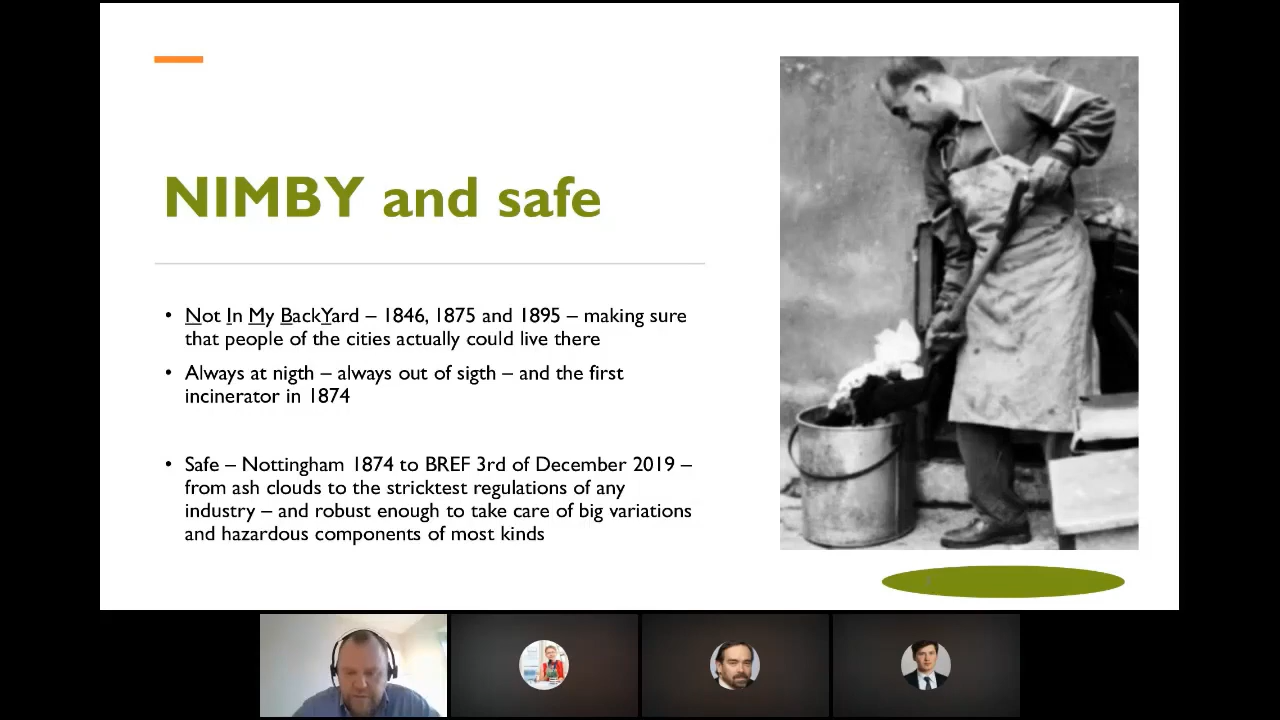 NIMBY and safe
• Not In My BackYard – 1846, 1875 and 1895 – making sure
that people of the cities actually could live there
• Always at nigth – always out of sigth – and the first
incinerator in 1874
• Safe – Nottingham 1874 to BREF 3rd of December 2019 –
from ash clouds to the stricktest regulations of any
industry – and robust enough to take care of big variations
and hazardous components of most kinds